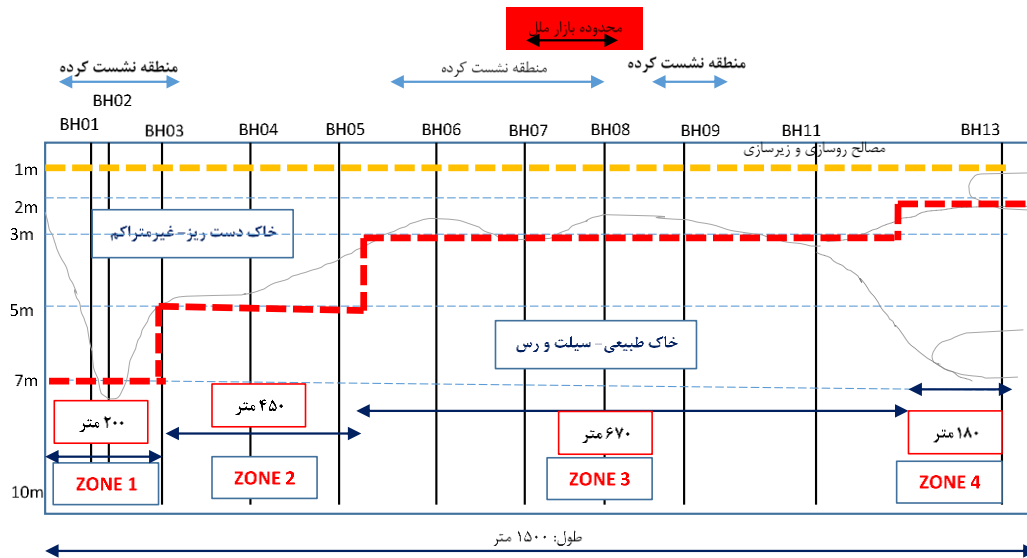 محدوده بازار ملل
منطقه نشست کرده
منطقه نشست کرده
منطقه نشست کرده
BH01
BH02
BH03
BH04
BH05
BH06
BH07
BH08
BH09
BH11
BH13
مصالح روسازی و زیرسازی
1m
2m
3m
5m
7m
10m
خاک دست ریز- غیرمتراکم
خاک طبیعی- سیلت و رس
۲۰۰ متر
۴۵۰ متر
۶۷۰ متر
۱۸۰ متر
ZONE 1
ZONE 2
ZONE 3
ZONE 4
طول: ۱۵۰۰ متر